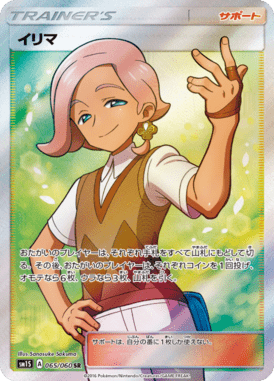 TRAINER'S
サポート
イリマ
おたがいのプレイヤーは、それぞれ手札をすべて山札にもどして切
る。その後、おたがいのプレイヤーは、それぞれコインを1回投げ、
オモテなら6枚、ウラなら3枚、山札を引く。
サポートは、自分の番に1枚しか使えない。
Illus. Sanosuke Sakuma
sm1S A 065/060 SR
©2016 Pokémon/Nintendo/Creatures/GAME FREAK.